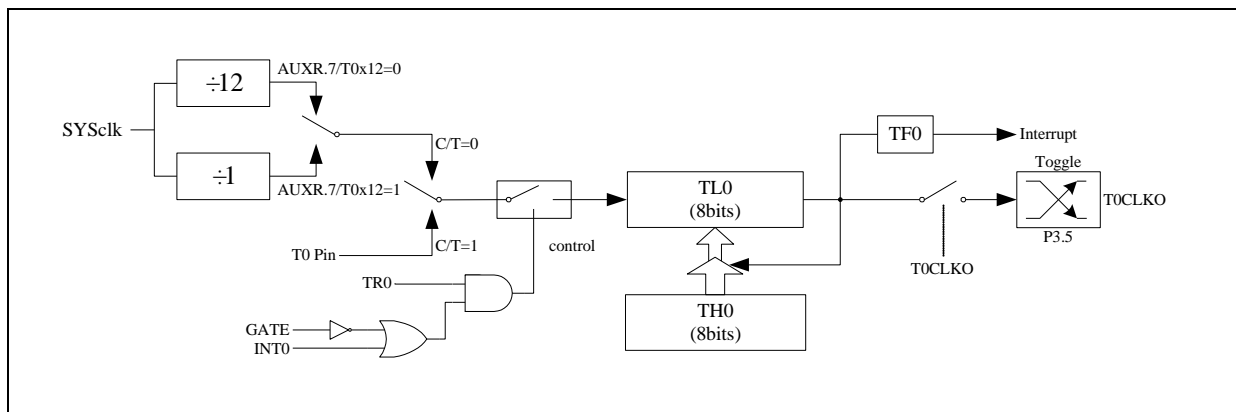 ÷12
AUXR.7/T0x12=0
SYSclk
÷1
AUXR.7/T0x12=1
C/T=0
C/T=1
T0 Pin
control
TR0
GATE
INT0
TL0
(8bits)
TH0
(8bits)
TF0
Interrupt
Toggle
T0CLKO
P3.5
T0CLKO